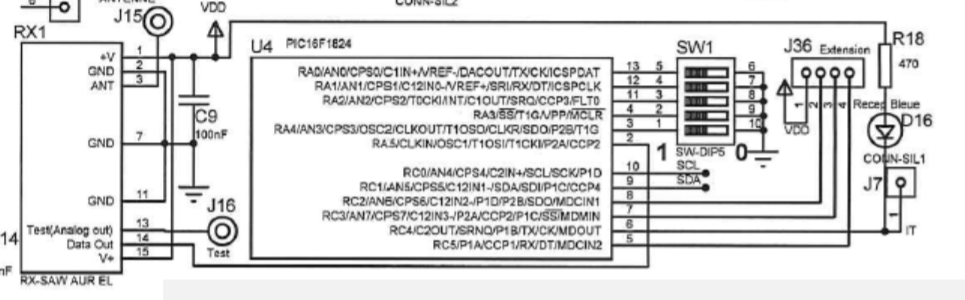 CONN-SIL2
ANTENNE
J15
VDD
RX1
+V 1
GND 2
ANT 3
GND 7
GND 11
Test(Analog out) 13
Data Out 14
V+ 15
RX-SAW AUR EL
14
nF
C9
100nF
J16
Test
U4 PIC16F1824
RA0/AN0/CPS0/C1IN+/VREF-/DACOUT/TX/CK/ICSPDAT 13 5
RA1/AN1/CPS1/C12IN0-/VREF+/SRI/RX/DT/ICSPCLK 12 4
RA2/AN2/CPS2/T0CKI/INT/C1OUT/SRQ/CCP3/FLT0 11 3
RA3/SS/T1G/VPP/MCLR 4 2
RA4/AN3/CPS3/OSC2/CLKOUT/T1OSO/CLKR/SDO/P2B/T1G 3 1
RA5/CLKIN/OSC1/T1OSI/T1CKI/P2A/CCP2 2
RC0/AN4/CPS4/C2IN+/SCL/SCK/P1D 10
RC1/AN5/CPS5/C12IN1-/SDA/SDI/P1C/CCP4 9
RC2/AN6/CPS6/C12IN2-/P1D/P2B/SDO/MDCIN1 8
RC3/AN7/CPS7/C12IN3-/P2A/CCP2/P1C/SS/MDMIN 7
RC4/C2OUT/SRNQ/P1B/TX/CK/MDOUT 6
RC5/P1A/CCP1/RX/DT/MDCIN2 5
SW1
6
7
8
9
10
1 SW-DIP5 0
SCL
SDA
J36 Extension
1 2 3 4
VDD
R18
470
Recep Bleue
D16
CONN-SIL1
J7
1
IT